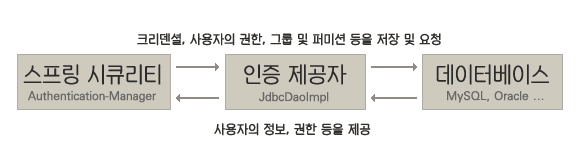 크리덴셜, 사용자의 권한, 그룹 및 퍼미션 등을 저장 및 요청
스프링 시큐리티
Authentication-Manager
인증 제공자
JdbcDaoImpl
데이터베이스
MySQL, Oracle ...
사용자의 정보, 권한 등을 제공